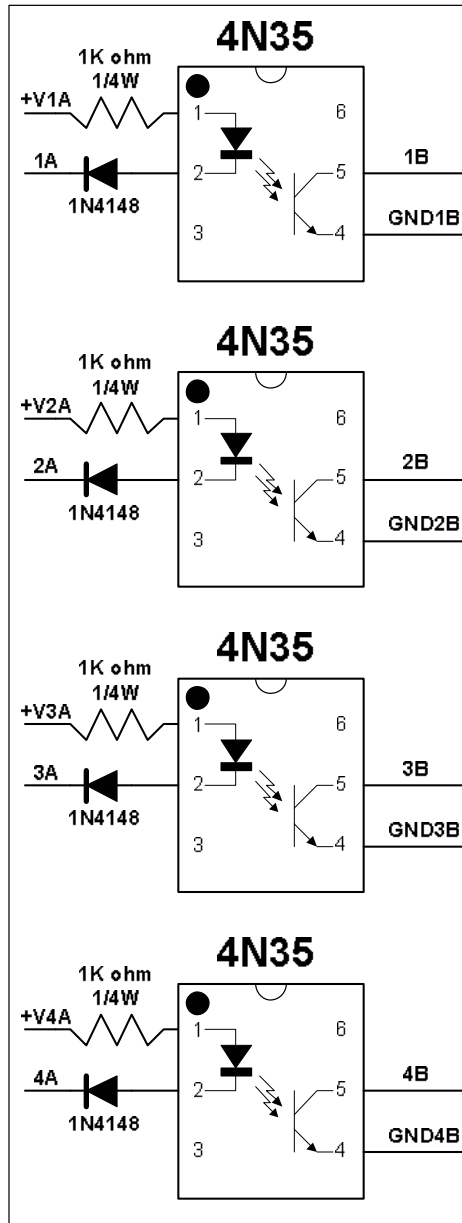 4N35
1K ohm
1/4W
+V1A
1
6
1A
2
5
1B
1N4148
3
4
GND1B
4N35
1K ohm
1/4W
+V2A
1
6
2A
2
5
2B
1N4148
3
4
GND2B
4N35
1K ohm
1/4W
+V3A
1
6
3A
2
5
3B
1N4148
3
4
GND3B
4N35
1K ohm
1/4W
+V4A
1
6
4A
2
5
4B
1N4148
3
4
GND4B